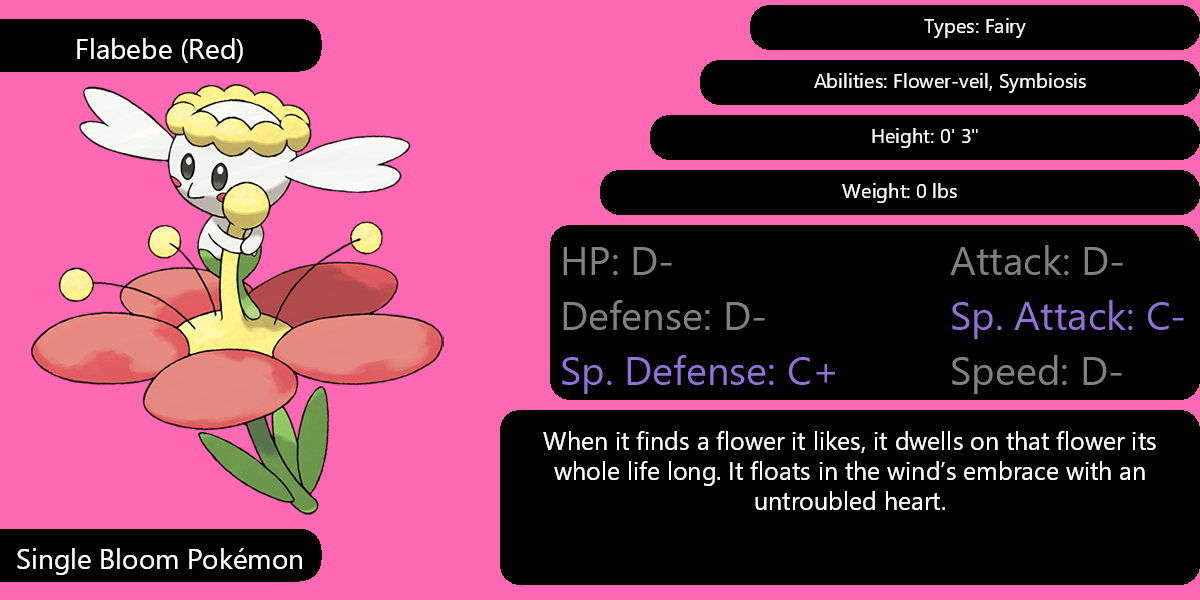 Flabebe (Red)
Types: Fairy
Abilities: Flower-veil, Symbiosis
Height: 0' 3"
Weight: 0 lbs
HP: D-
Attack: D-
Defense: D-
Sp. Attack: C-
Sp. Defense: C+
Speed: D-
When it finds a flower it likes, it dwells on that flower its
whole life long. It floats in the wind’s embrace with an
untroubled heart.
Single Bloom Pokémon